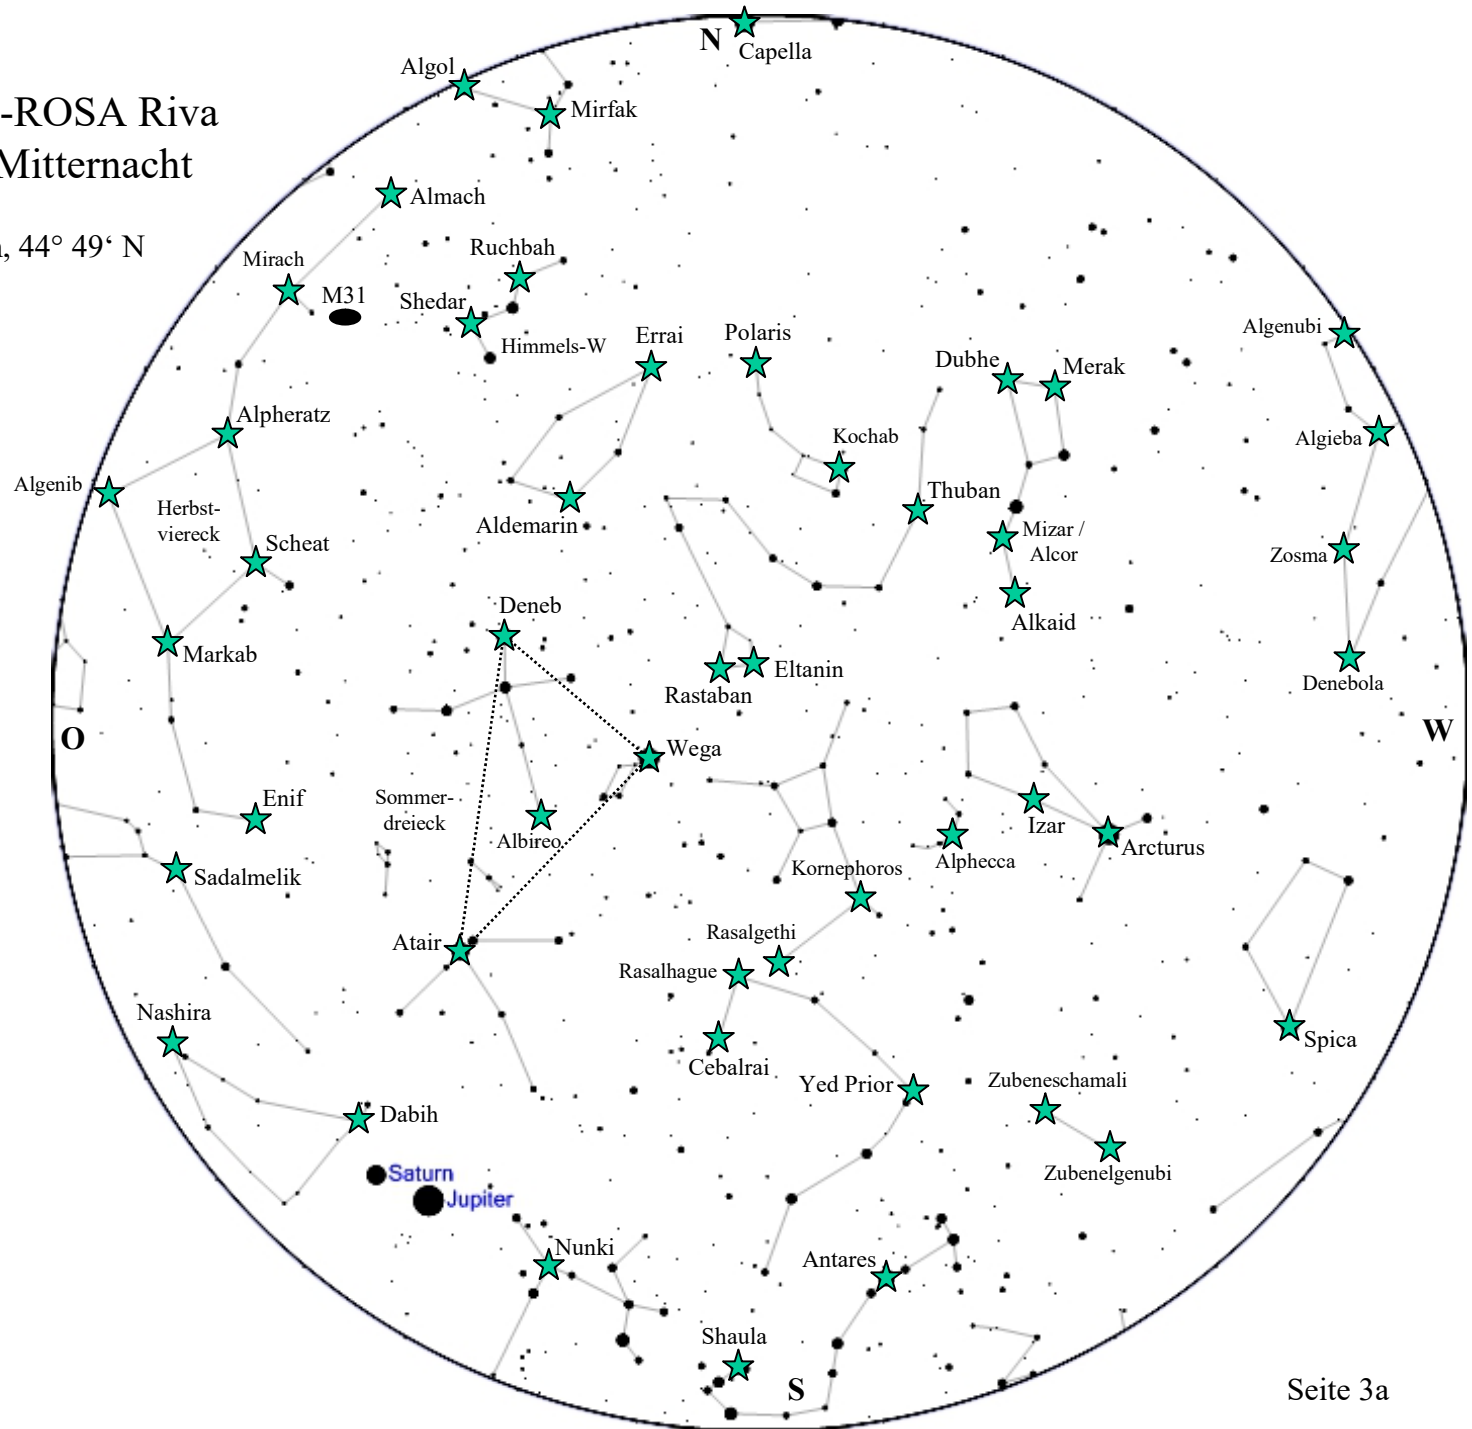 N
Capella
Algol
Mirfak
-ROSA Riva
Mitternacht
, 44° 49‘ N
Almach
Ruchbah
Mirach
M31
Shedar
Himmels-W
Errai
Polaris
Algenubi
Dubhe
Merak
Alpheratz
Kochab
Algieba
Algenib
Herbst-
viereck
Aldemarin
Thuban
Mizar /
Alcor
Scheat
Zosma
Deneb
Alkaid
Markab
Rastaban
Eltanin
Denebola
O
Wega
W
Enif
Sommer-
dreieck
Albireo
Izar
Arcturus
Alphecca
Sadalmelik
Kornephoros
Atair
Rasalgethi
Rasalhague
Nashira
Spica
Cebalrai
Yed Prior
Zubeneschamali
Dabih
Zubenelgenubi
Saturn
Jupiter
Nunki
Antares
Shaula
S
Seite 3a